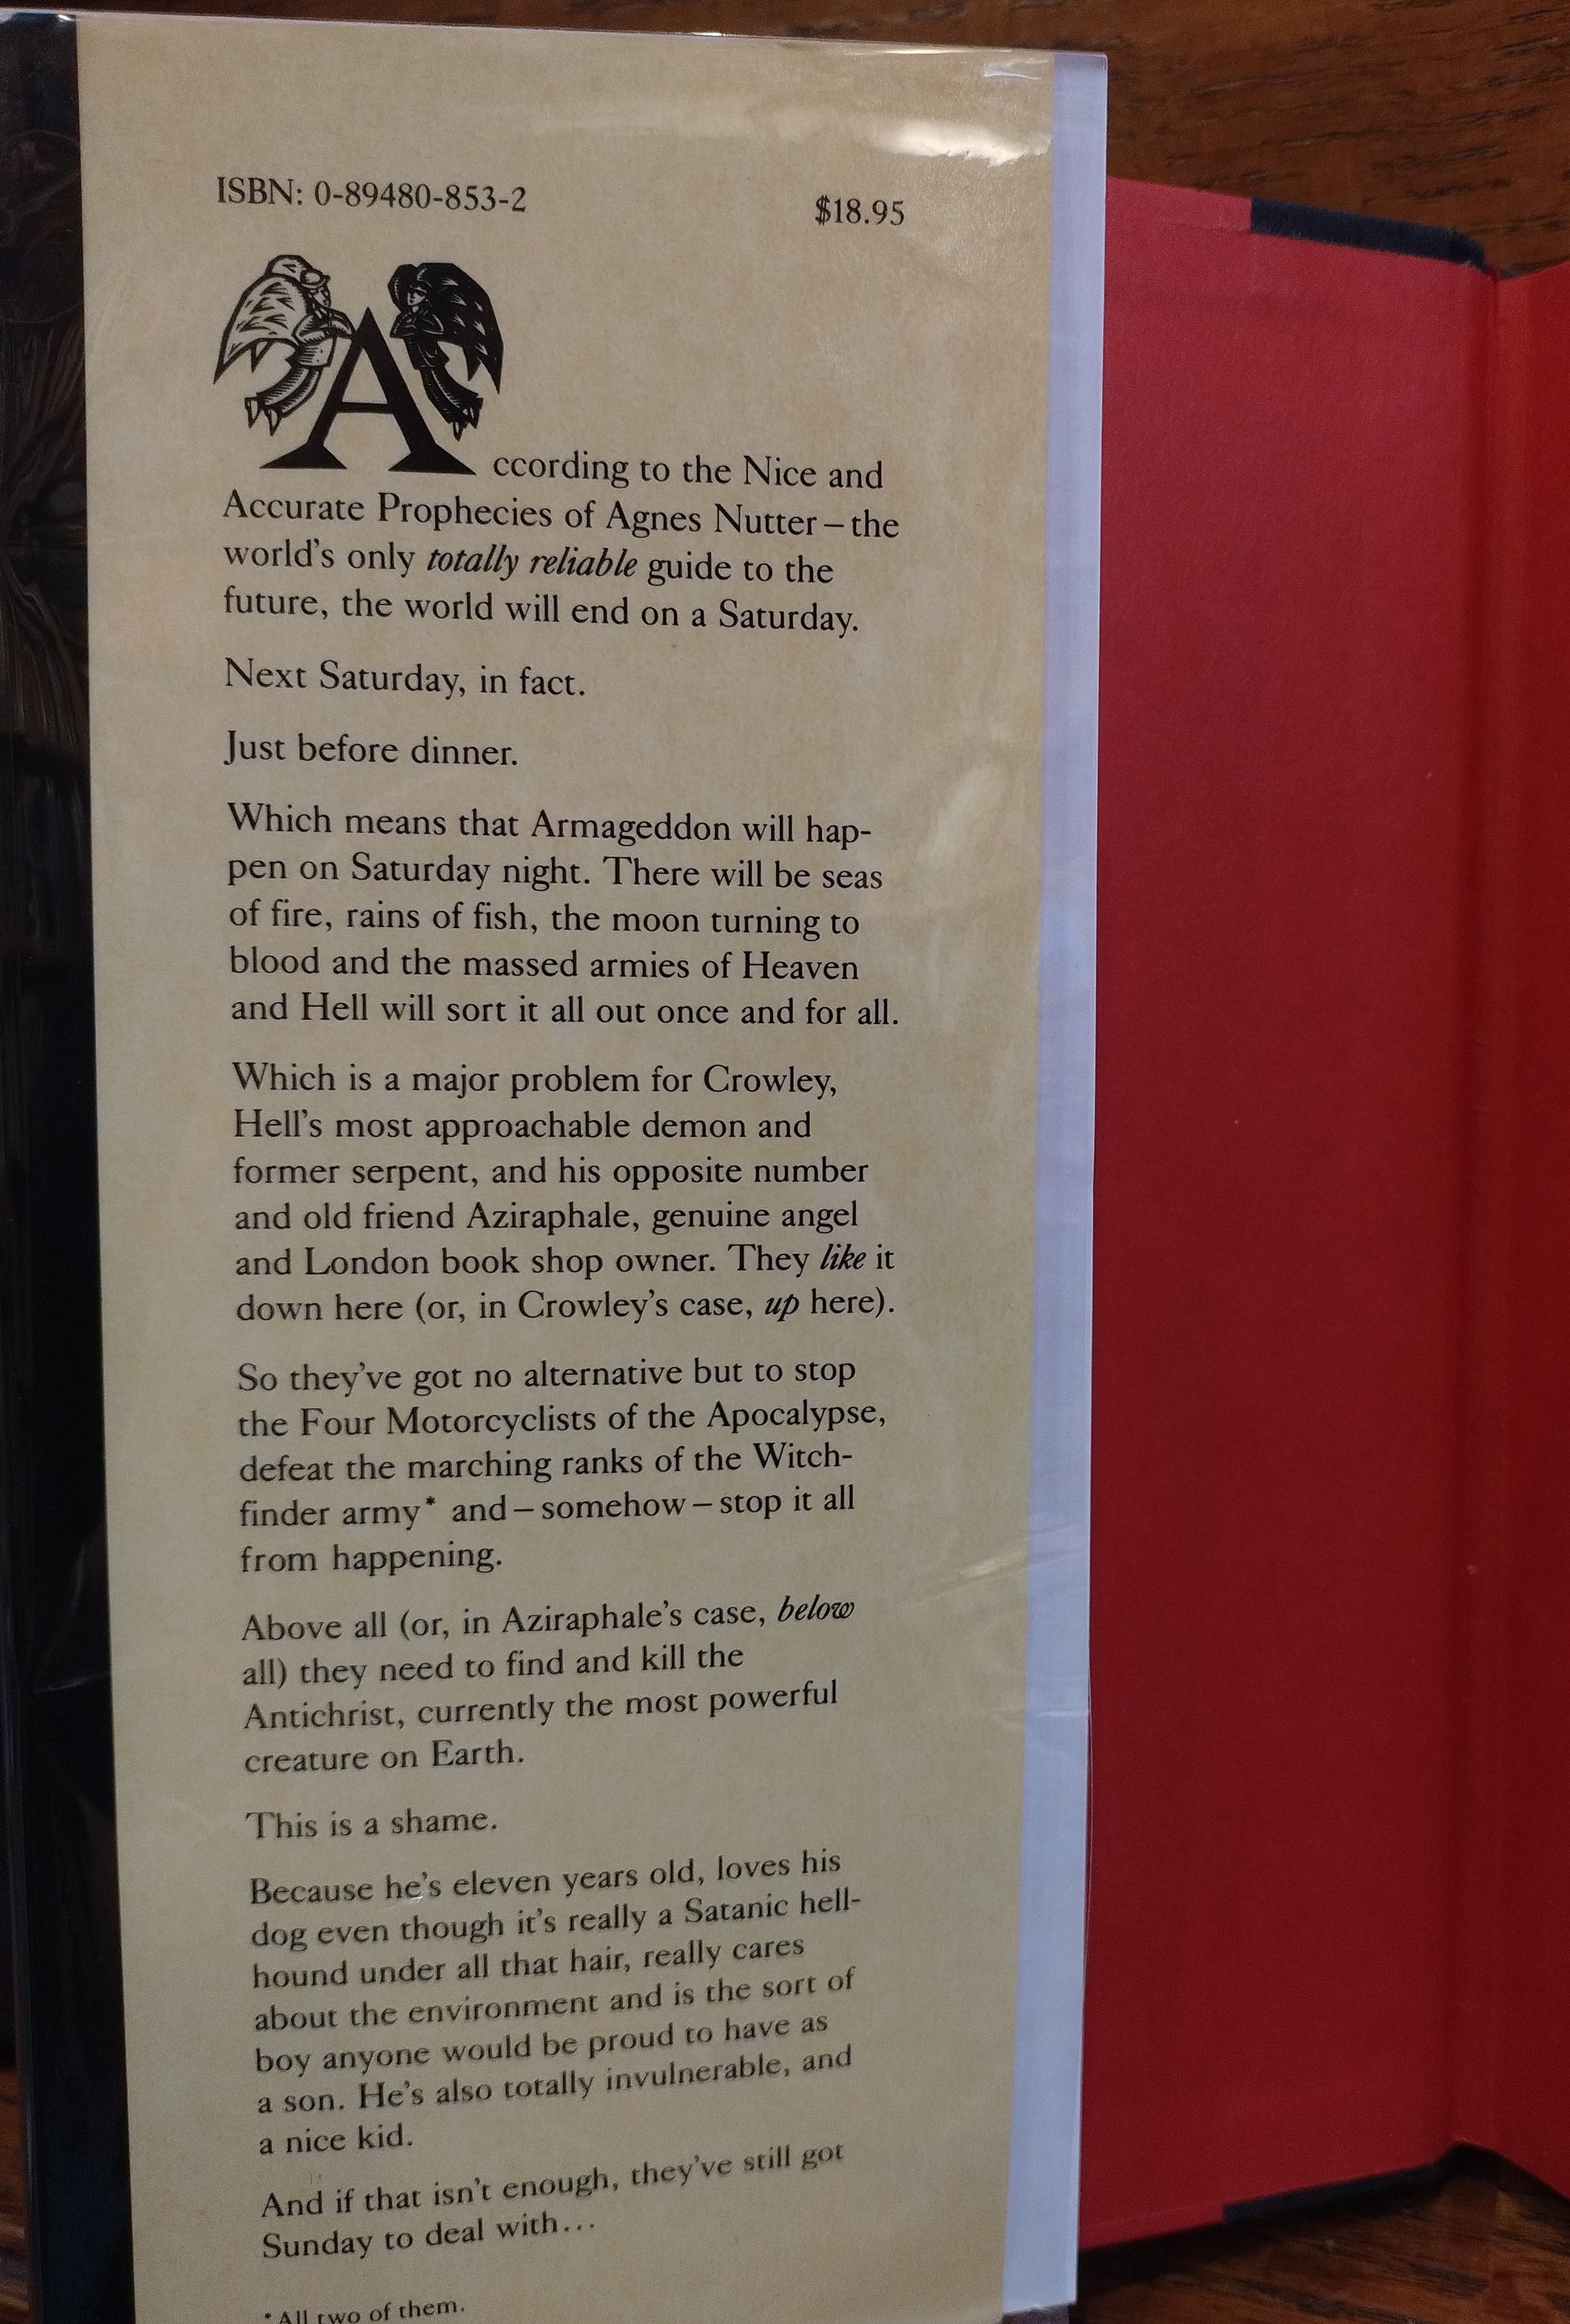 ISBN: 0-89480-853-2
$18.95
According to the Nice and
Accurate Prophecies of Agnes Nutter – the
world's only totally reliable guide to the
future, the world will end on a Saturday.
Next Saturday, in fact.
Just before dinner.
Which means that Armageddon will hap-
pen on Saturday night. There will be seas
of fire, rains of fish, the moon turning to
blood and the massed armies of Heaven
and Hell will sort it all out once and for all.
Which is a major problem for Crowley,
Hell's most approachable demon and
former serpent, and his opposite number
and old friend Aziraphale, genuine angel
and London book shop owner. They like it
down here (or, in Crowley's case, up here).
So they've got no alternative but to stop
the Four Motorcyclists of the Apocalypse,
defeat the marching ranks of the Witch-
finder army* and – somehow – stop it all
from happening.
Above all (or, in Aziraphale's case, below
all) they need to find and kill the
Antichrist, currently the most powerful
creature on Earth.
This is a shame.
Because he's eleven years old, loves his
dog even though it's really a Satanic hell-
hound under all that hair, really cares
about the environment and is the sort of
boy anyone would be proud to have as
a son. He's also totally invulnerable, and
a nice kid.
And if that isn't enough, they've still got
Sunday to deal with...
*All two of them.